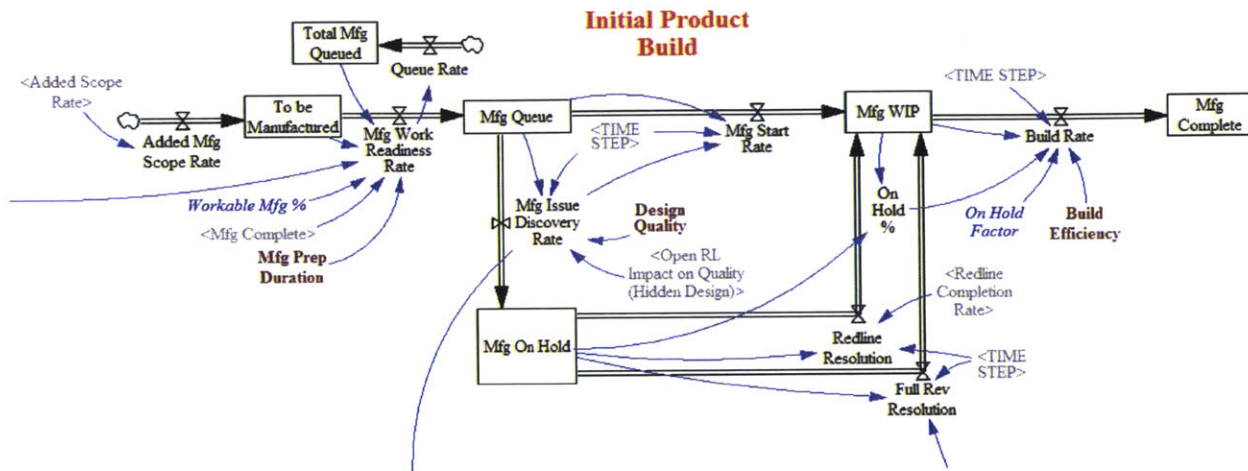 Initial Product
Build
Total Mfg
Queued
Queue Rate
<Added Scope
Rate>
Added Mfg
Scope Rate
To be
Manufactured
Mfg Work
Readiness
Rate
Workable Mfg %
<Mfg Complete>
Mfg Prep
Duration
Mfg Queue
<TIME
STEP>
Mfg Start
Rate
Mfg Issue
Discovery
Rate
Design
Quality
<Open RL
Impact on Quality
(Hidden Design)>
Mfg On Hold
Mfg WIP
On
Hold
%
<TIME STEP>
Build Rate
Mfg
Complete
On Hold
Factor
Build
Efficiency
<Redline
Completion
Rate>
Redline
Resolution
<TIME
STEP>
Full Rev
Resolution